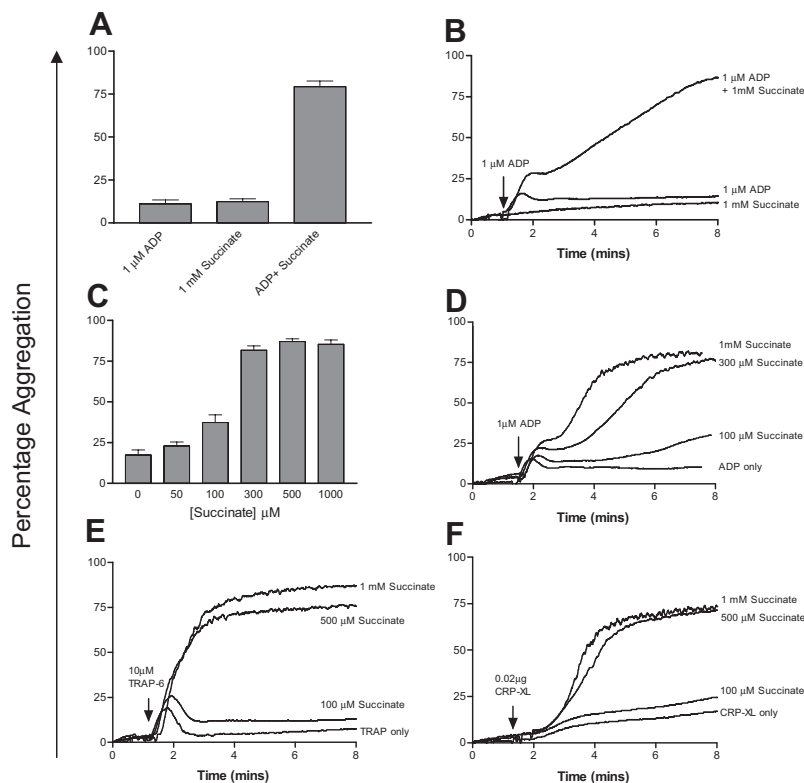 Percentage Aggregation
A
100
75
50
25
0
1 µM ADP
1 mM Succinate
ADP+ Succinate
B
100
75
50
25
0
1 µM ADP
1 µM ADP
+ 1mM Succinate
1 µM ADP
1 mM Succinate
0 2 4 6 8
Time (mins)
C
100
75
50
25
0
0 50 100 300 500 1000
[Succinate] µM
D
100
75
50
25
0
1µM ADP
1mM Succinate
300 µM Succinate
100 µM Succinate
ADP only
0 2 4 6 8
Time (mins)
E
100
75
50
25
0
10µM
TRAP-6
1 mM Succinate
500 µM Succinate
100 µM Succinate
TRAP only
0 2 4 6 8
Time (mins)
F
100
75
50
25
0
0.02µg
CRP-XL
1 mM Succinate
500 µM Succinate
100 µM Succinate
CRP-XL only
0 2 4 6 8
Time (mins)